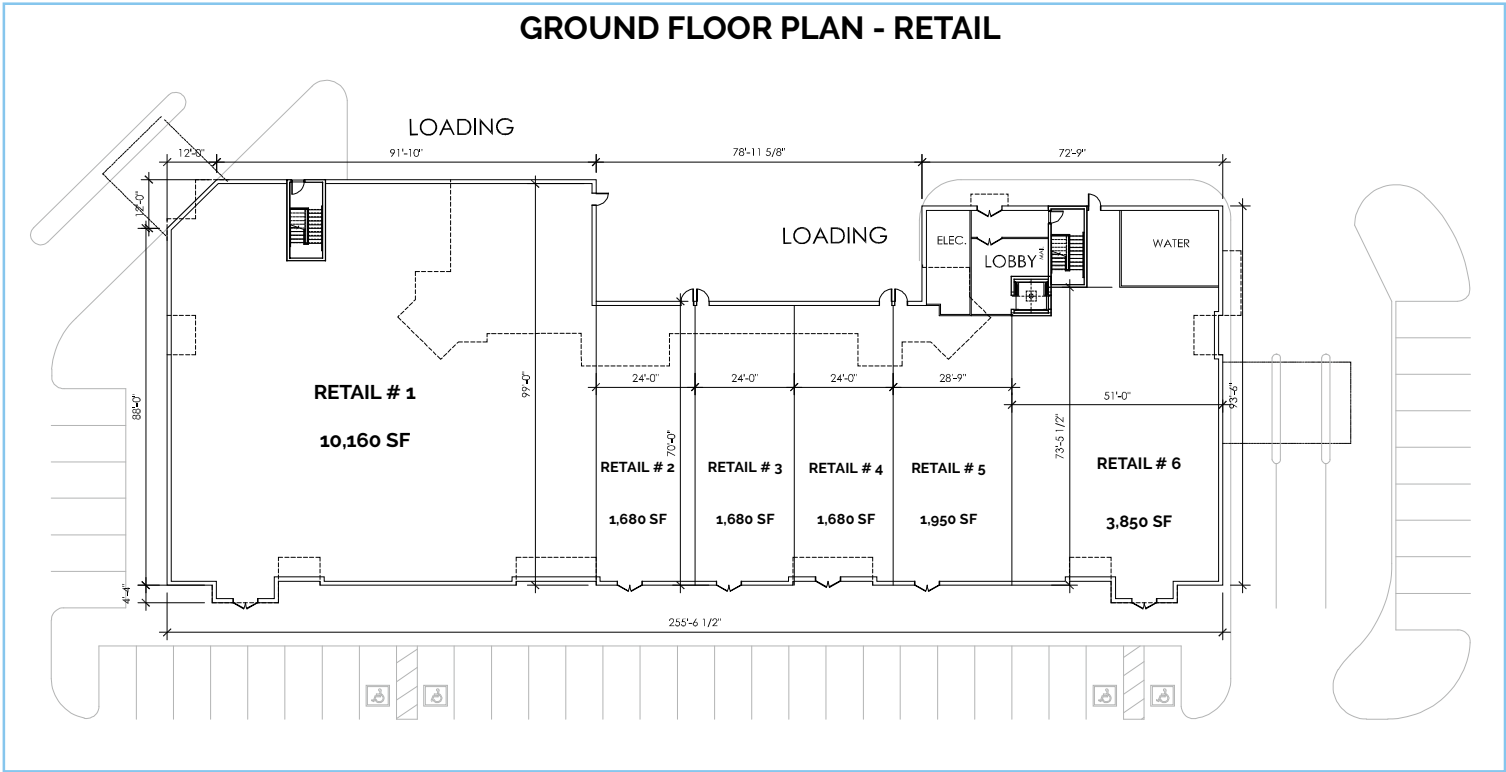 GROUND FLOOR PLAN - RETAIL
LOADING
12'-0"
91'-10"
78'-11 5/8"
72'-9"
12'-0"
LOADING
ELEC.
LOBBY
WATER
RETAIL # 1
10,160 SF
99'-0"
88'-0"
24'-0"
24'-0"
24'-0"
28'-9"
51'-0"
93'-6"
70'-0"
73'-5 1/2"
RETAIL # 2
RETAIL # 3
RETAIL # 4
RETAIL # 5
RETAIL # 6
1,680 SF
1,680 SF
1,680 SF
1,950 SF
3,850 SF
4'-4"
255'-6 1/2"